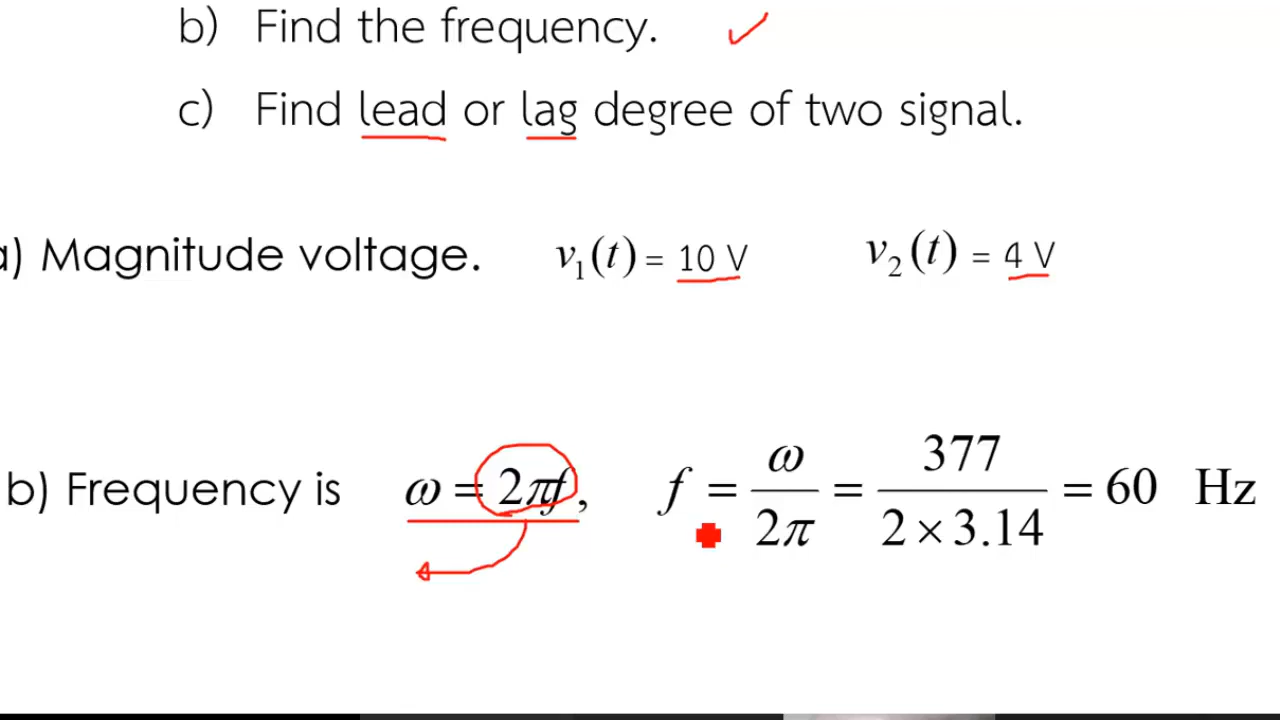 b) Find the frequency.
c) Find lead or lag degree of two signal.
a) Magnitude voltage. v₁(t) = 10 V v₂(t) = 4 V
b) Frequency is ω = 2πf, f = ω/2π = 377/2 × 3.14 = 60 Hz